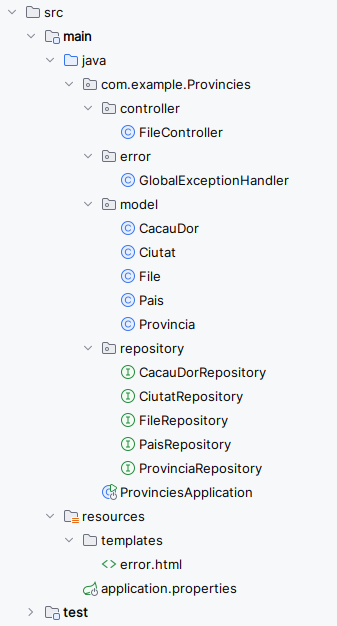 src
main
java
com.example.Provincies
controller
FileController
error
GlobalExceptionHandler
model
CacauDor
Ciutat
File
Pais
Provincia
repository
CacauDorRepository
CiutatRepository
FileRepository
PaisRepository
ProvinciaRepository
ProvinciesApplication
resources
templates
error.html
application.properties
test